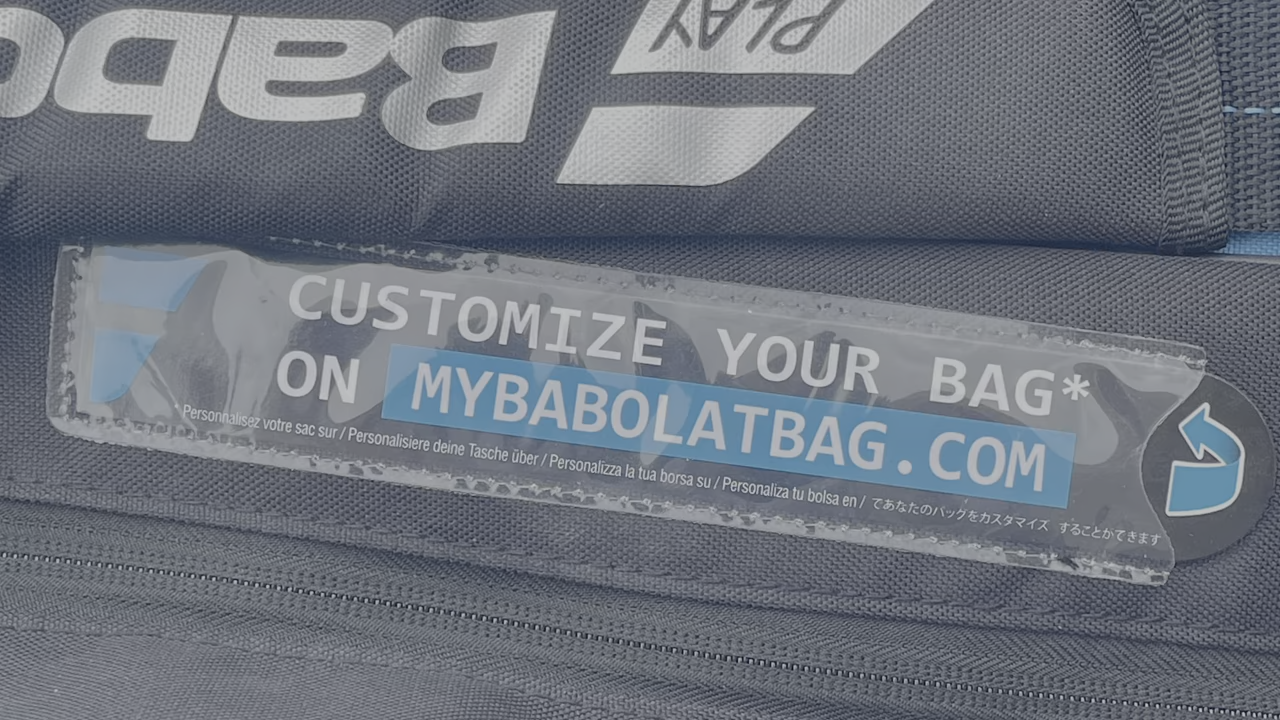 PLAY
Babo
CUSTOMIZE YOUR BAG*
ON MYBABOLATBAG.COM
Personnalisez votre sac sur / Personalisiere deine Tasche über / Personalizza la tua borsa su / Personaliza tu bolsa en / であなたのバッグをカスタマイズ することができます